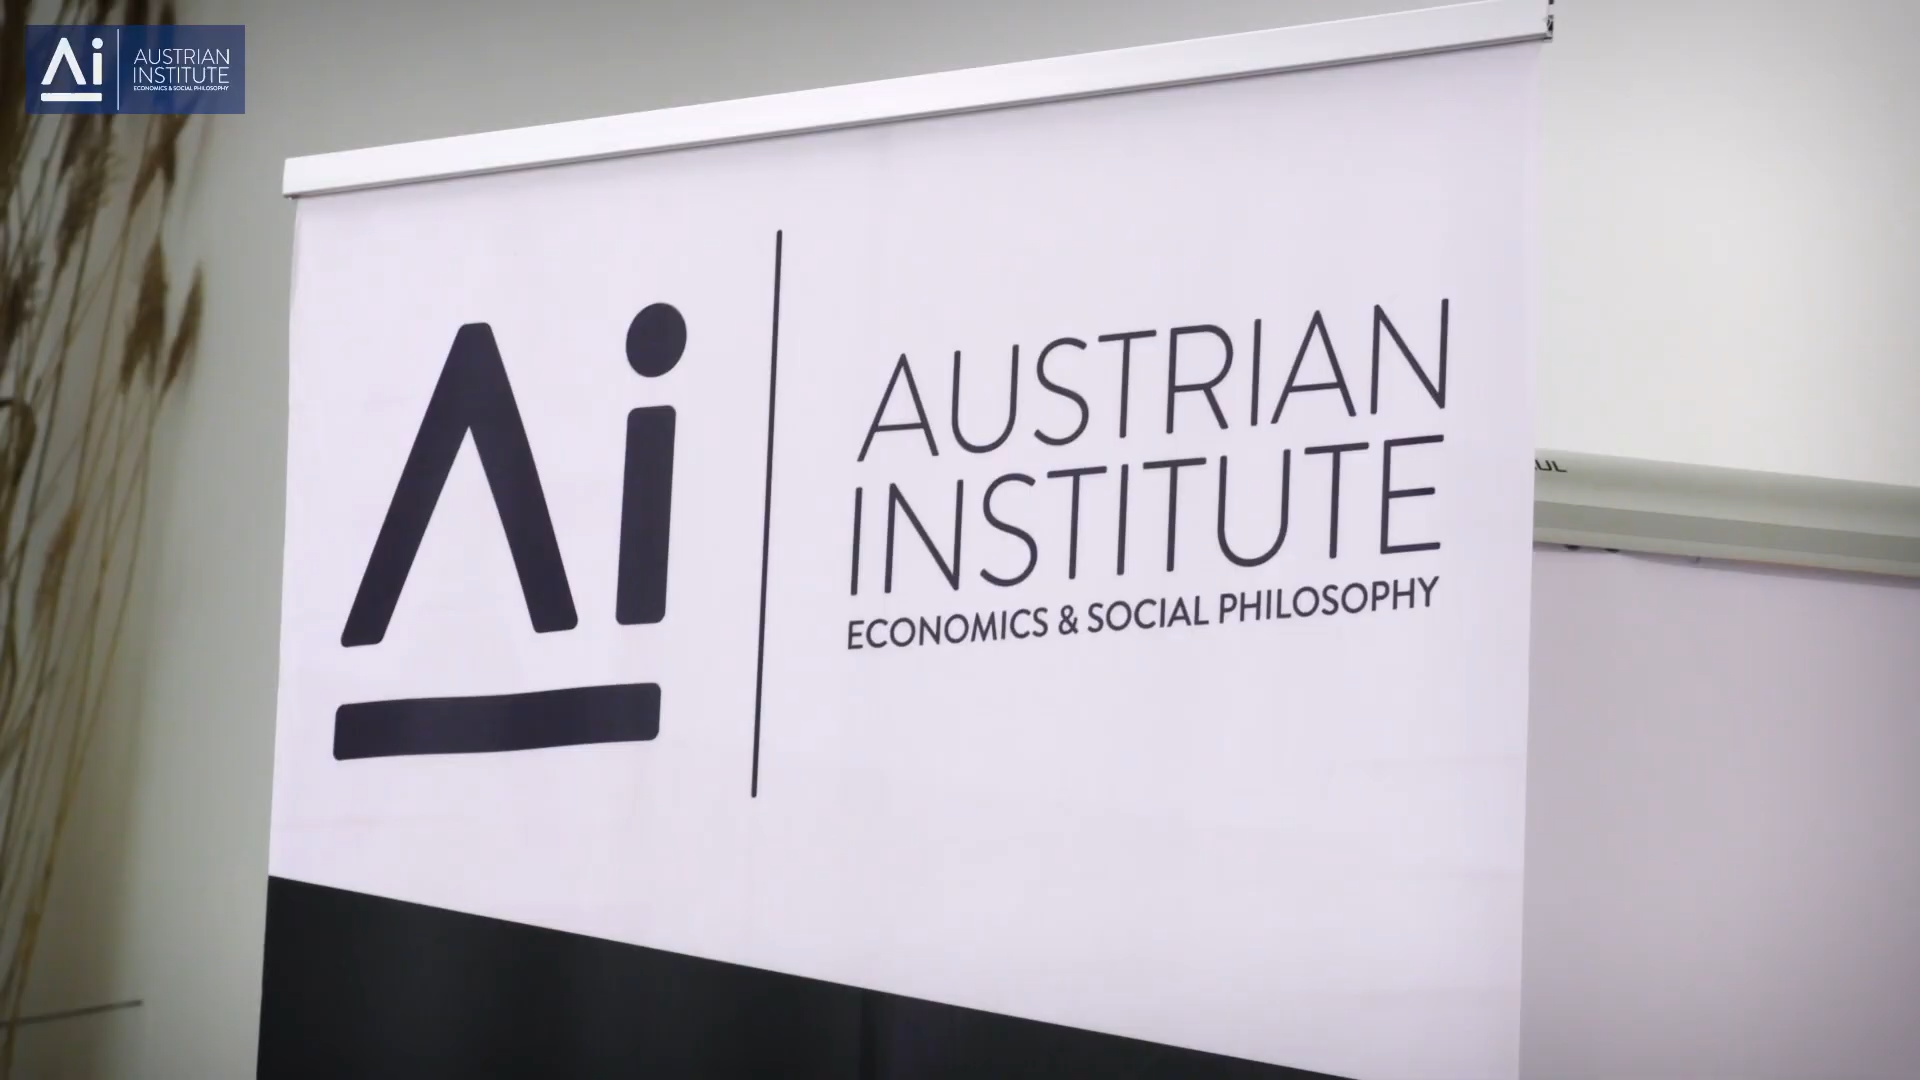 Ai
AUSTRIAN
INSTITUTE
ECONOMICS & SOCIAL PHILOSOPHY
Ai
AUSTRIAN
INSTITUTE
ECONOMICS & SOCIAL PHILOSOPHY